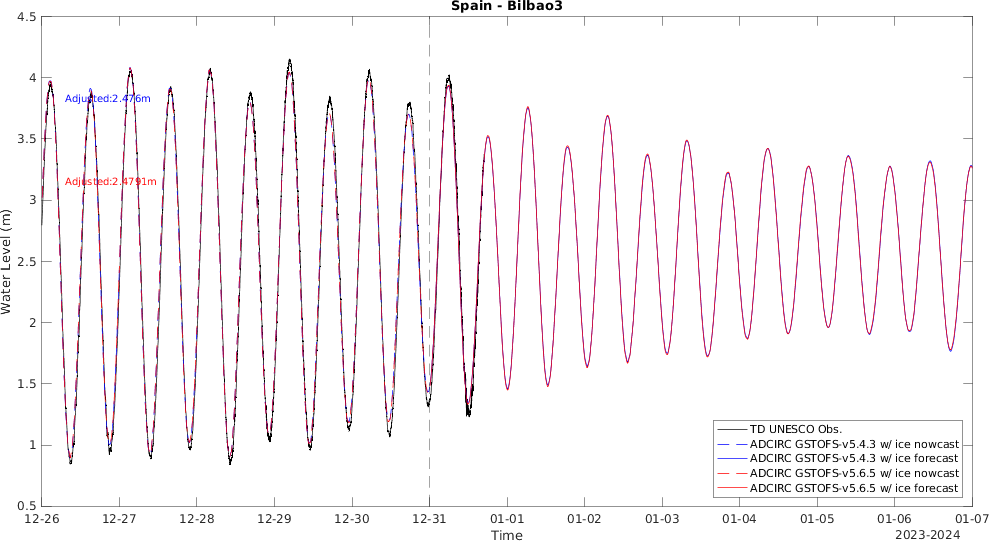 Spain - Bilbao3
4.5
4
3.5
3
2.5
2
1.5
1
0.5
Water Level (m)
Adjusted:2.476m
Adjusted:2.4791m
TD UNESCO Obs.
ADCIRC GSTOFS-v5.4.3 w/ ice nowcast
ADCIRC GSTOFS-v5.4.3 w/ ice forecast
ADCIRC GSTOFS-v5.6.5 w/ ice nowcast
ADCIRC GSTOFS-v5.6.5 w/ ice forecast
12-26 12-27 12-28 12-29 12-30 12-31 01-01 01-02 01-03 01-04 01-05 01-06 01-07
Time
2023-2024